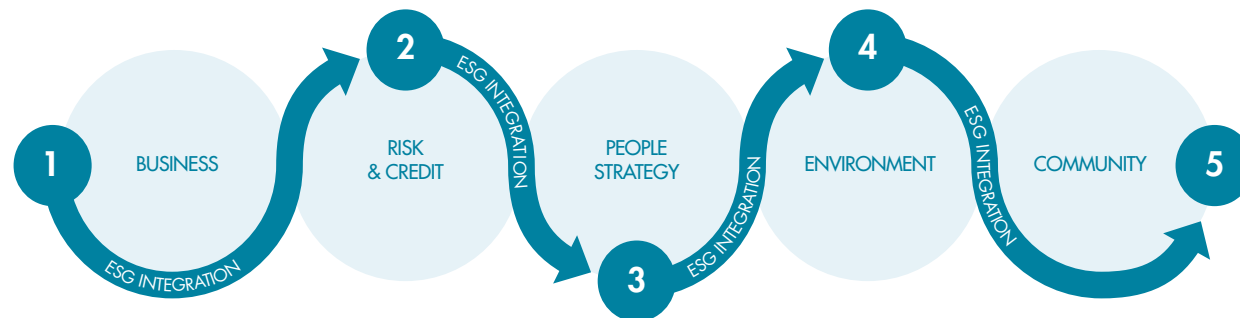 1
BUSINESS
ESG INTEGRATION
2
RISK
& CREDIT
ESG INTEGRATION
3
PEOPLE
STRATEGY
ESG INTEGRATION
4
ENVIRONMENT
ESG INTEGRATION
COMMUNITY
5